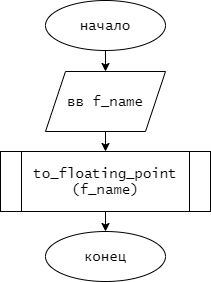 начало
вв f_name
to_floating_point
(f_name)
конец